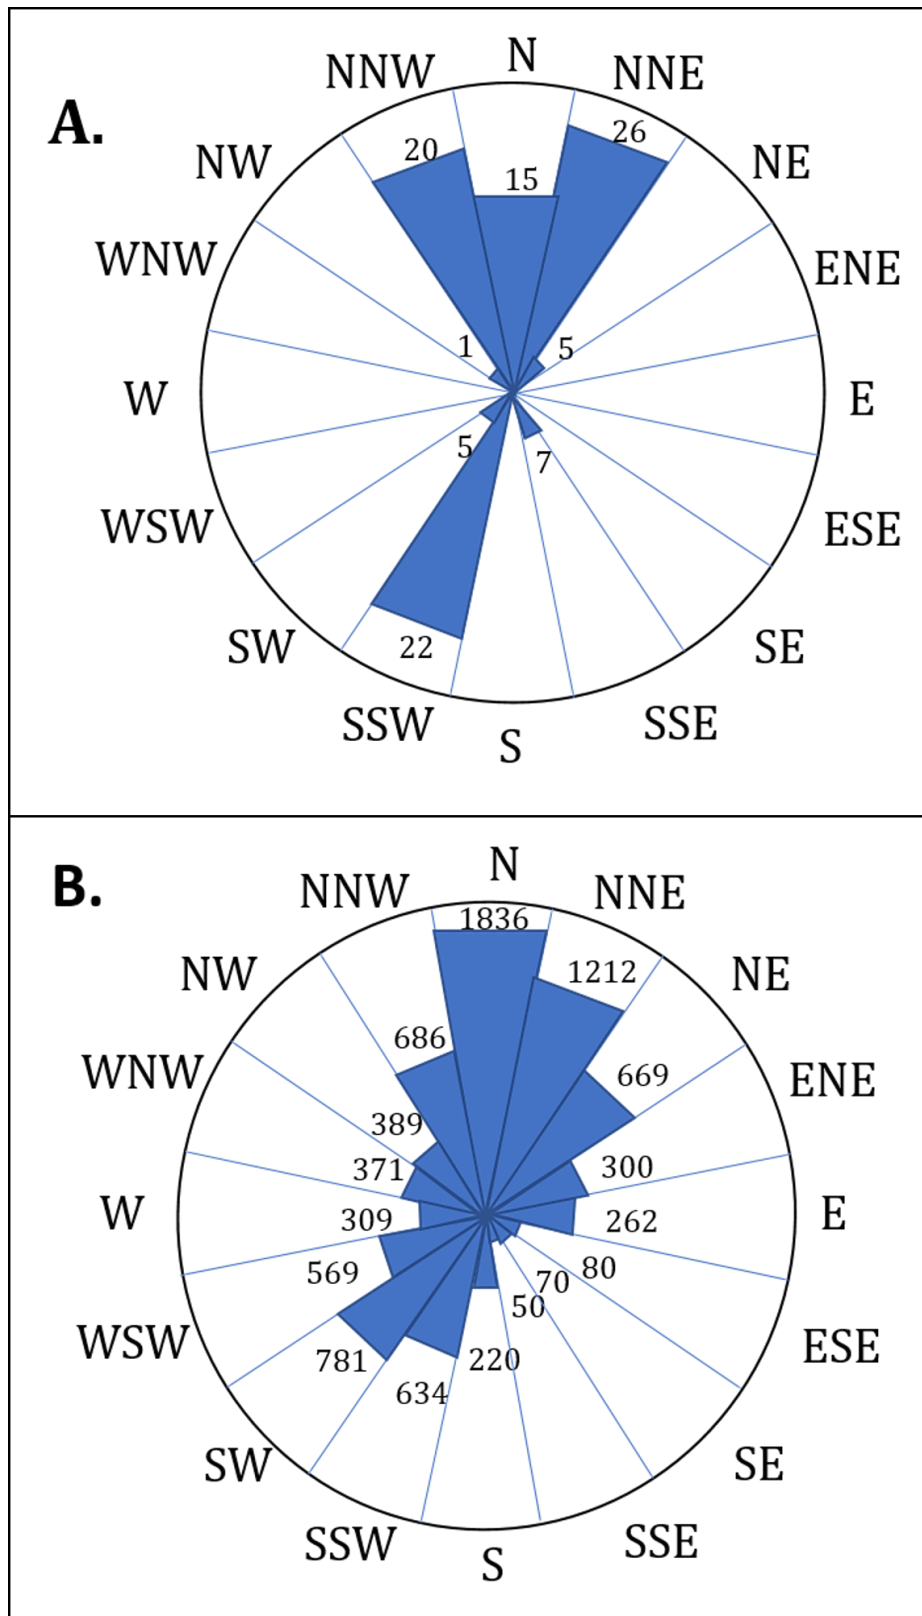 A.
N
NNW
NNE
20
26
15
NW
NE
WNW
ENE
1
5
W
E
5
7
WSW
ESE
SW
22
SE
SSW
SSE
S
B.
N
NNW
NNE
1836
1212
NW
NE
686
669
WNW
ENE
389
371
300
W
309
262
E
569
80
70
50
WSW
ESE
781
220
634
SW
SE
SSW
SSE
S